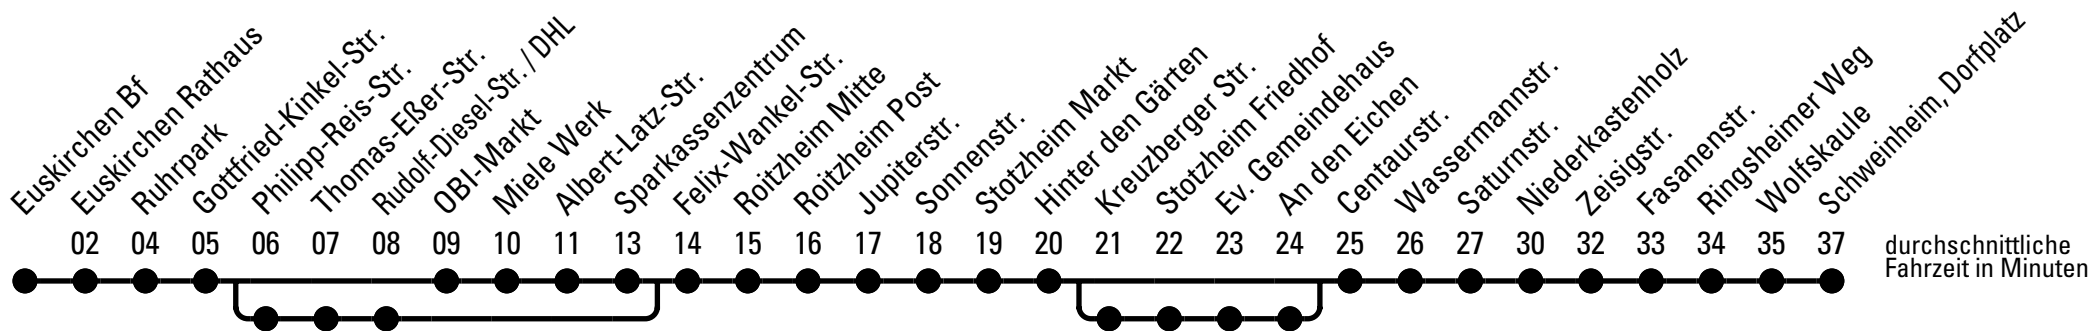 Euskirchen Bf
Euskirchen Rathaus
Ruhrpark
Gottfried-Kinkel-Str.
Philipp-Reis-Str.
Thomas-Eßer-Str.
Rudolf-Diesel-Str. / DHL
OBI-Markt
Miele Werk
Albert-Latz-Str.
Sparkassenzentrum
Felix-Wankel-Str.
Roitzheim Mitte
Roitzheim Post
Jupiterstr.
Sonnenstr.
Stotzheim Markt
Hinter den Gärten
Kreuzberger Str.
Stotzheim Friedhof
Ev. Gemeindehaus
An den Eichen
Centaurstr.
Wassermannstr.
Saturnstr.
Niederkastenholz
Zeisigstr.
Fasanenstr.
Ringsheimer Weg
Wolfskaule
Schweinheim, Dorfplatz
02 04 05 06 07 08 09 10 11 13 14 15 16 17 18 19 20 21 22 23 24 25 26 27 30 32 33 34 35 37
durchschnittliche
Fahrzeit in Minuten